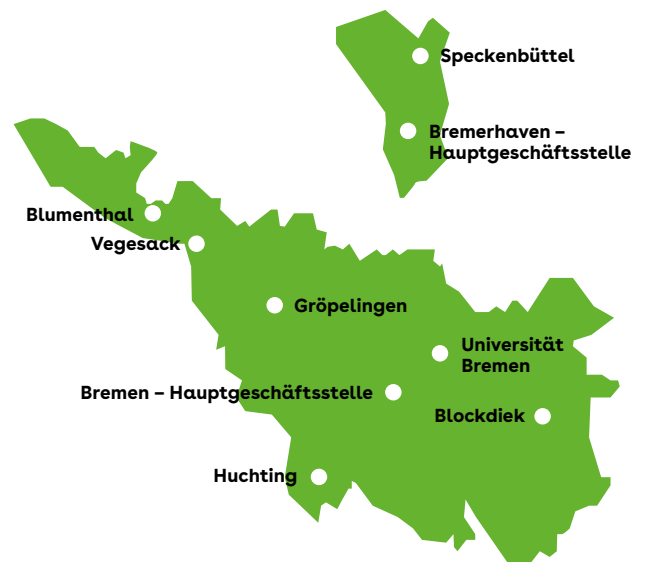 Speckenbüttel
Bremerhaven –
Hauptgeschäftsstelle
Blumenthal
Vegesack
Gröpelingen
Universität
Bremen
Bremen – Hauptgeschäftsstelle
Blockdiek
Huchting